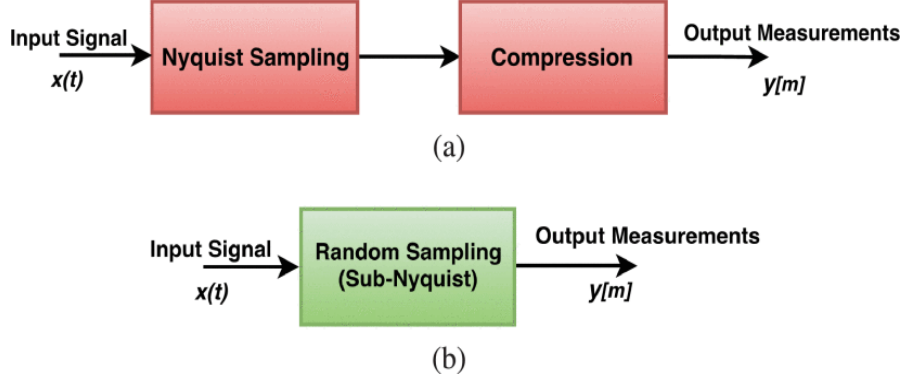 Input Signal
x(t)
Nyquist Sampling
Compression
Output Measurements
y[m]
(a)
Input Signal
x(t)
Random Sampling
(Sub-Nyquist)
Output Measurements
y[m]
(b)